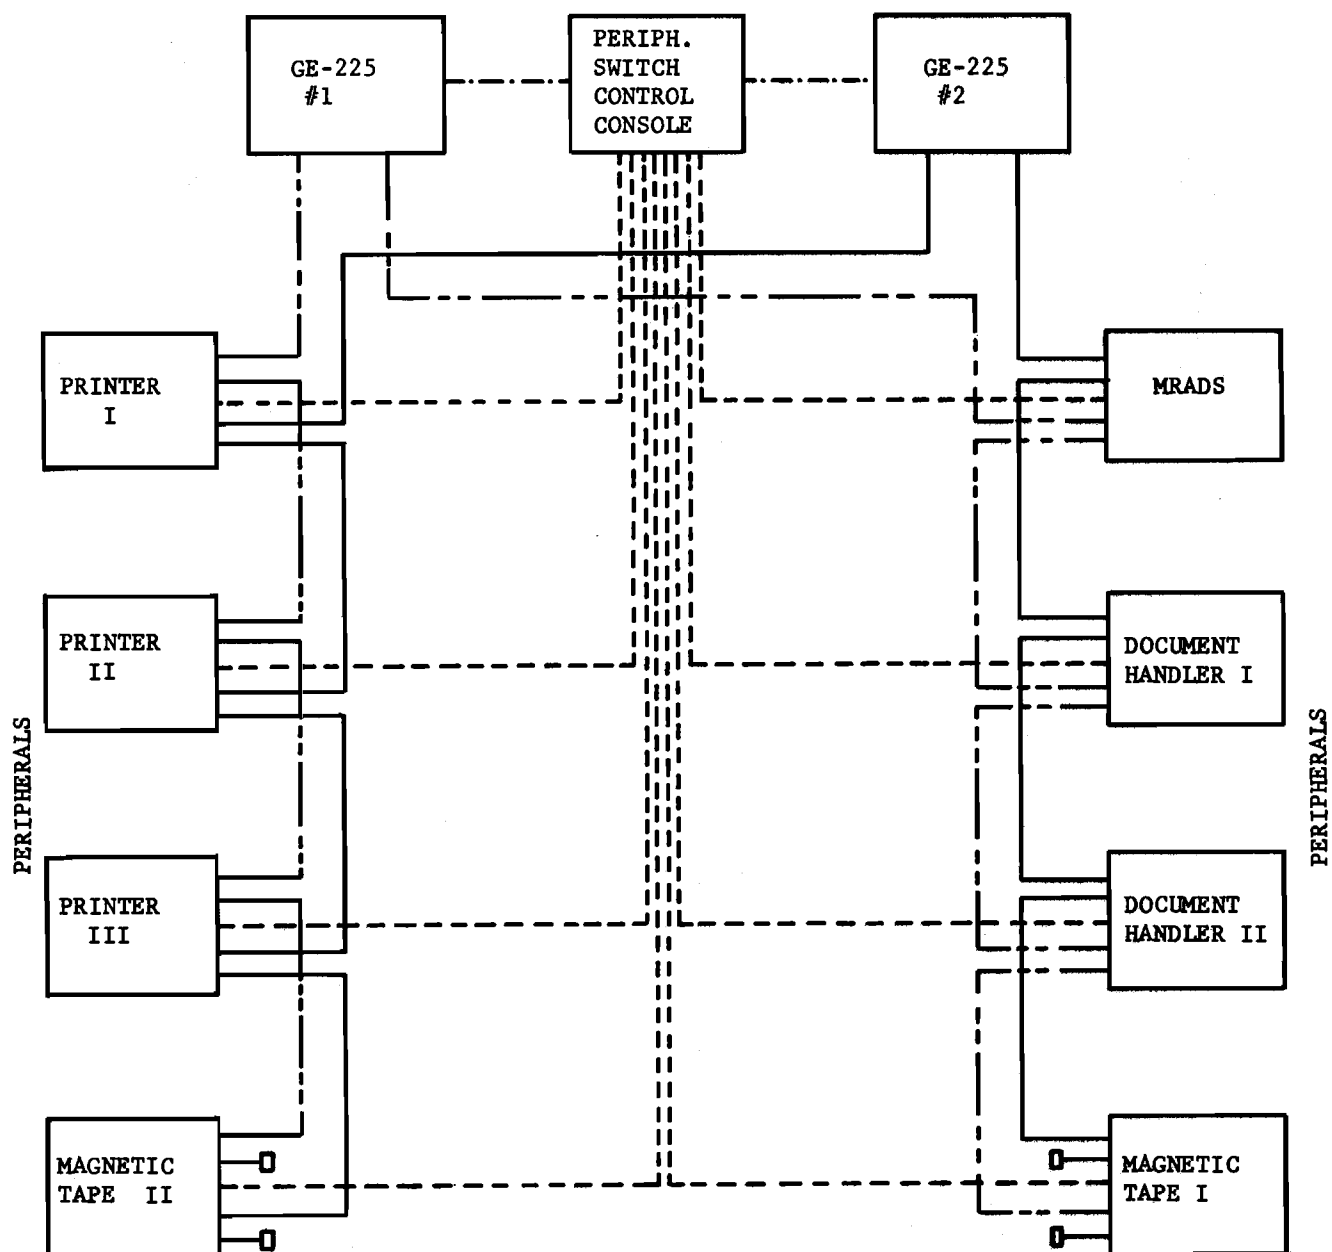 GE-225
#1
PERIPH.
SWITCH
CONTROL
CONSOLE
GE-225
#2
PRINTER
I
MRADS
PRINTER
II
DOCUMENT
HANDLER I
PERIPHERALS
PERIPHERALS
PRINTER
III
DOCUMENT
HANDLER II
MAGNETIC
TAPE II
MAGNETIC
TAPE I